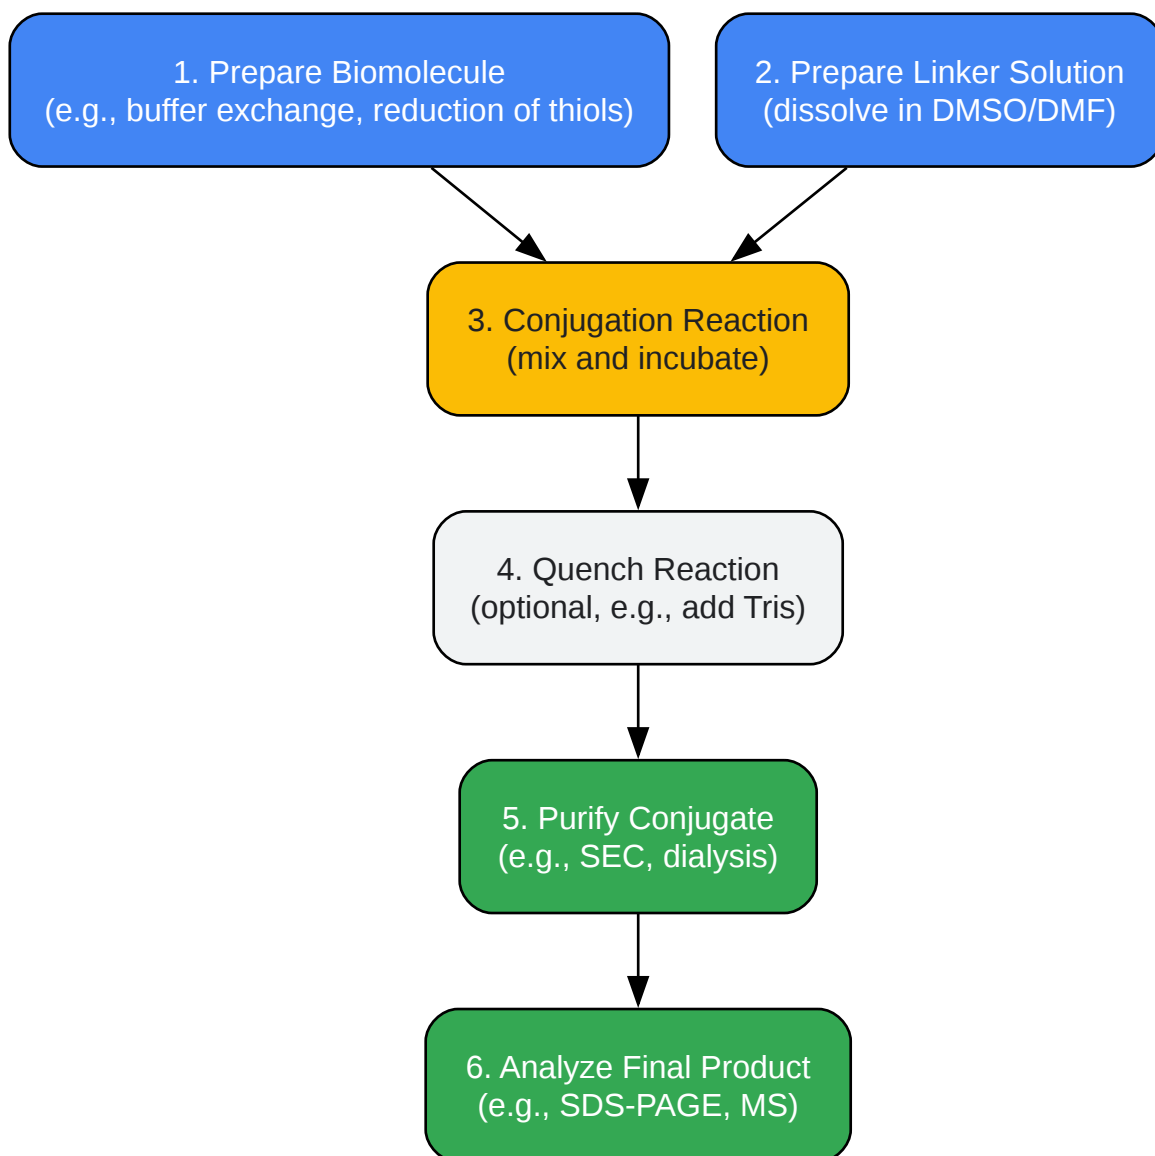 1. Prepare Biomolecule
(e.g., buffer exchange, reduction of thiols)
2. Prepare Linker Solution
(dissolve in DMSO/DMF)
3. Conjugation Reaction
(mix and incubate)
4. Quench Reaction
(optional, e.g., add Tris)
5. Purify Conjugate
(e.g., SEC, dialysis)
6. Analyze Final Product
(e.g., SDS-PAGE, MS)